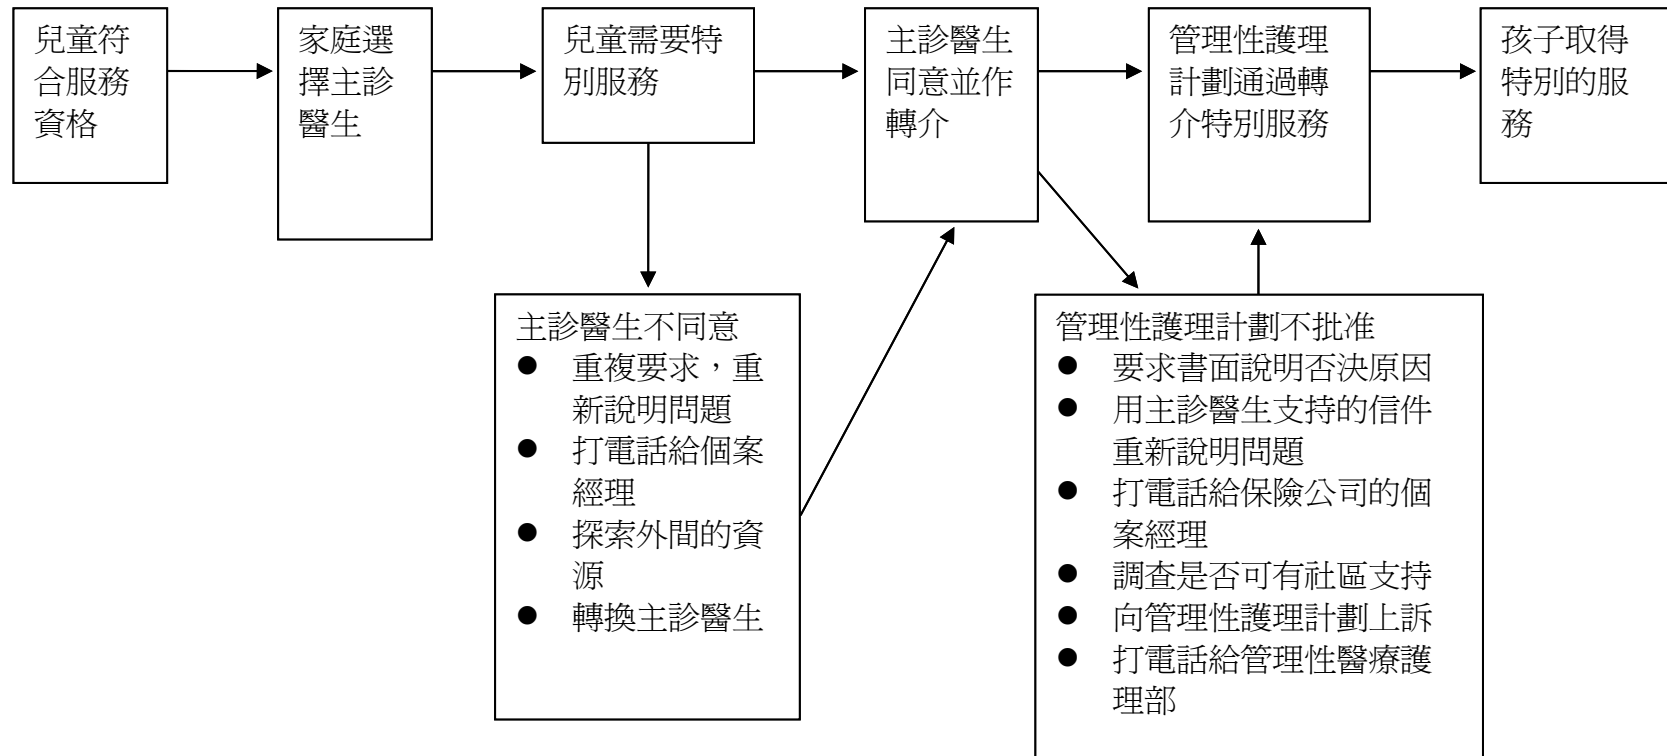 兒童符
合服務
資格
家庭選
擇主診
醫生
兒童需要特
別服務
主診醫生
同意並作
轉介
管理性護理
計劃通過轉
介特別服務
孩子取得
特別的服
務
主診醫生不同意
● 重複要求，重
新說明問題
● 打電話給個案
經理
● 探索外間的資
源
● 轉換主診醫生
管理性護理計劃不批准
● 要求書面說明否決原因
● 用主診醫生支持的信件
重新說明問題
● 打電話給保險公司的個
案經理
● 調查是否可有社區支持
● 向管理性護理計劃上訴
● 打電話給管理性醫療護
理部